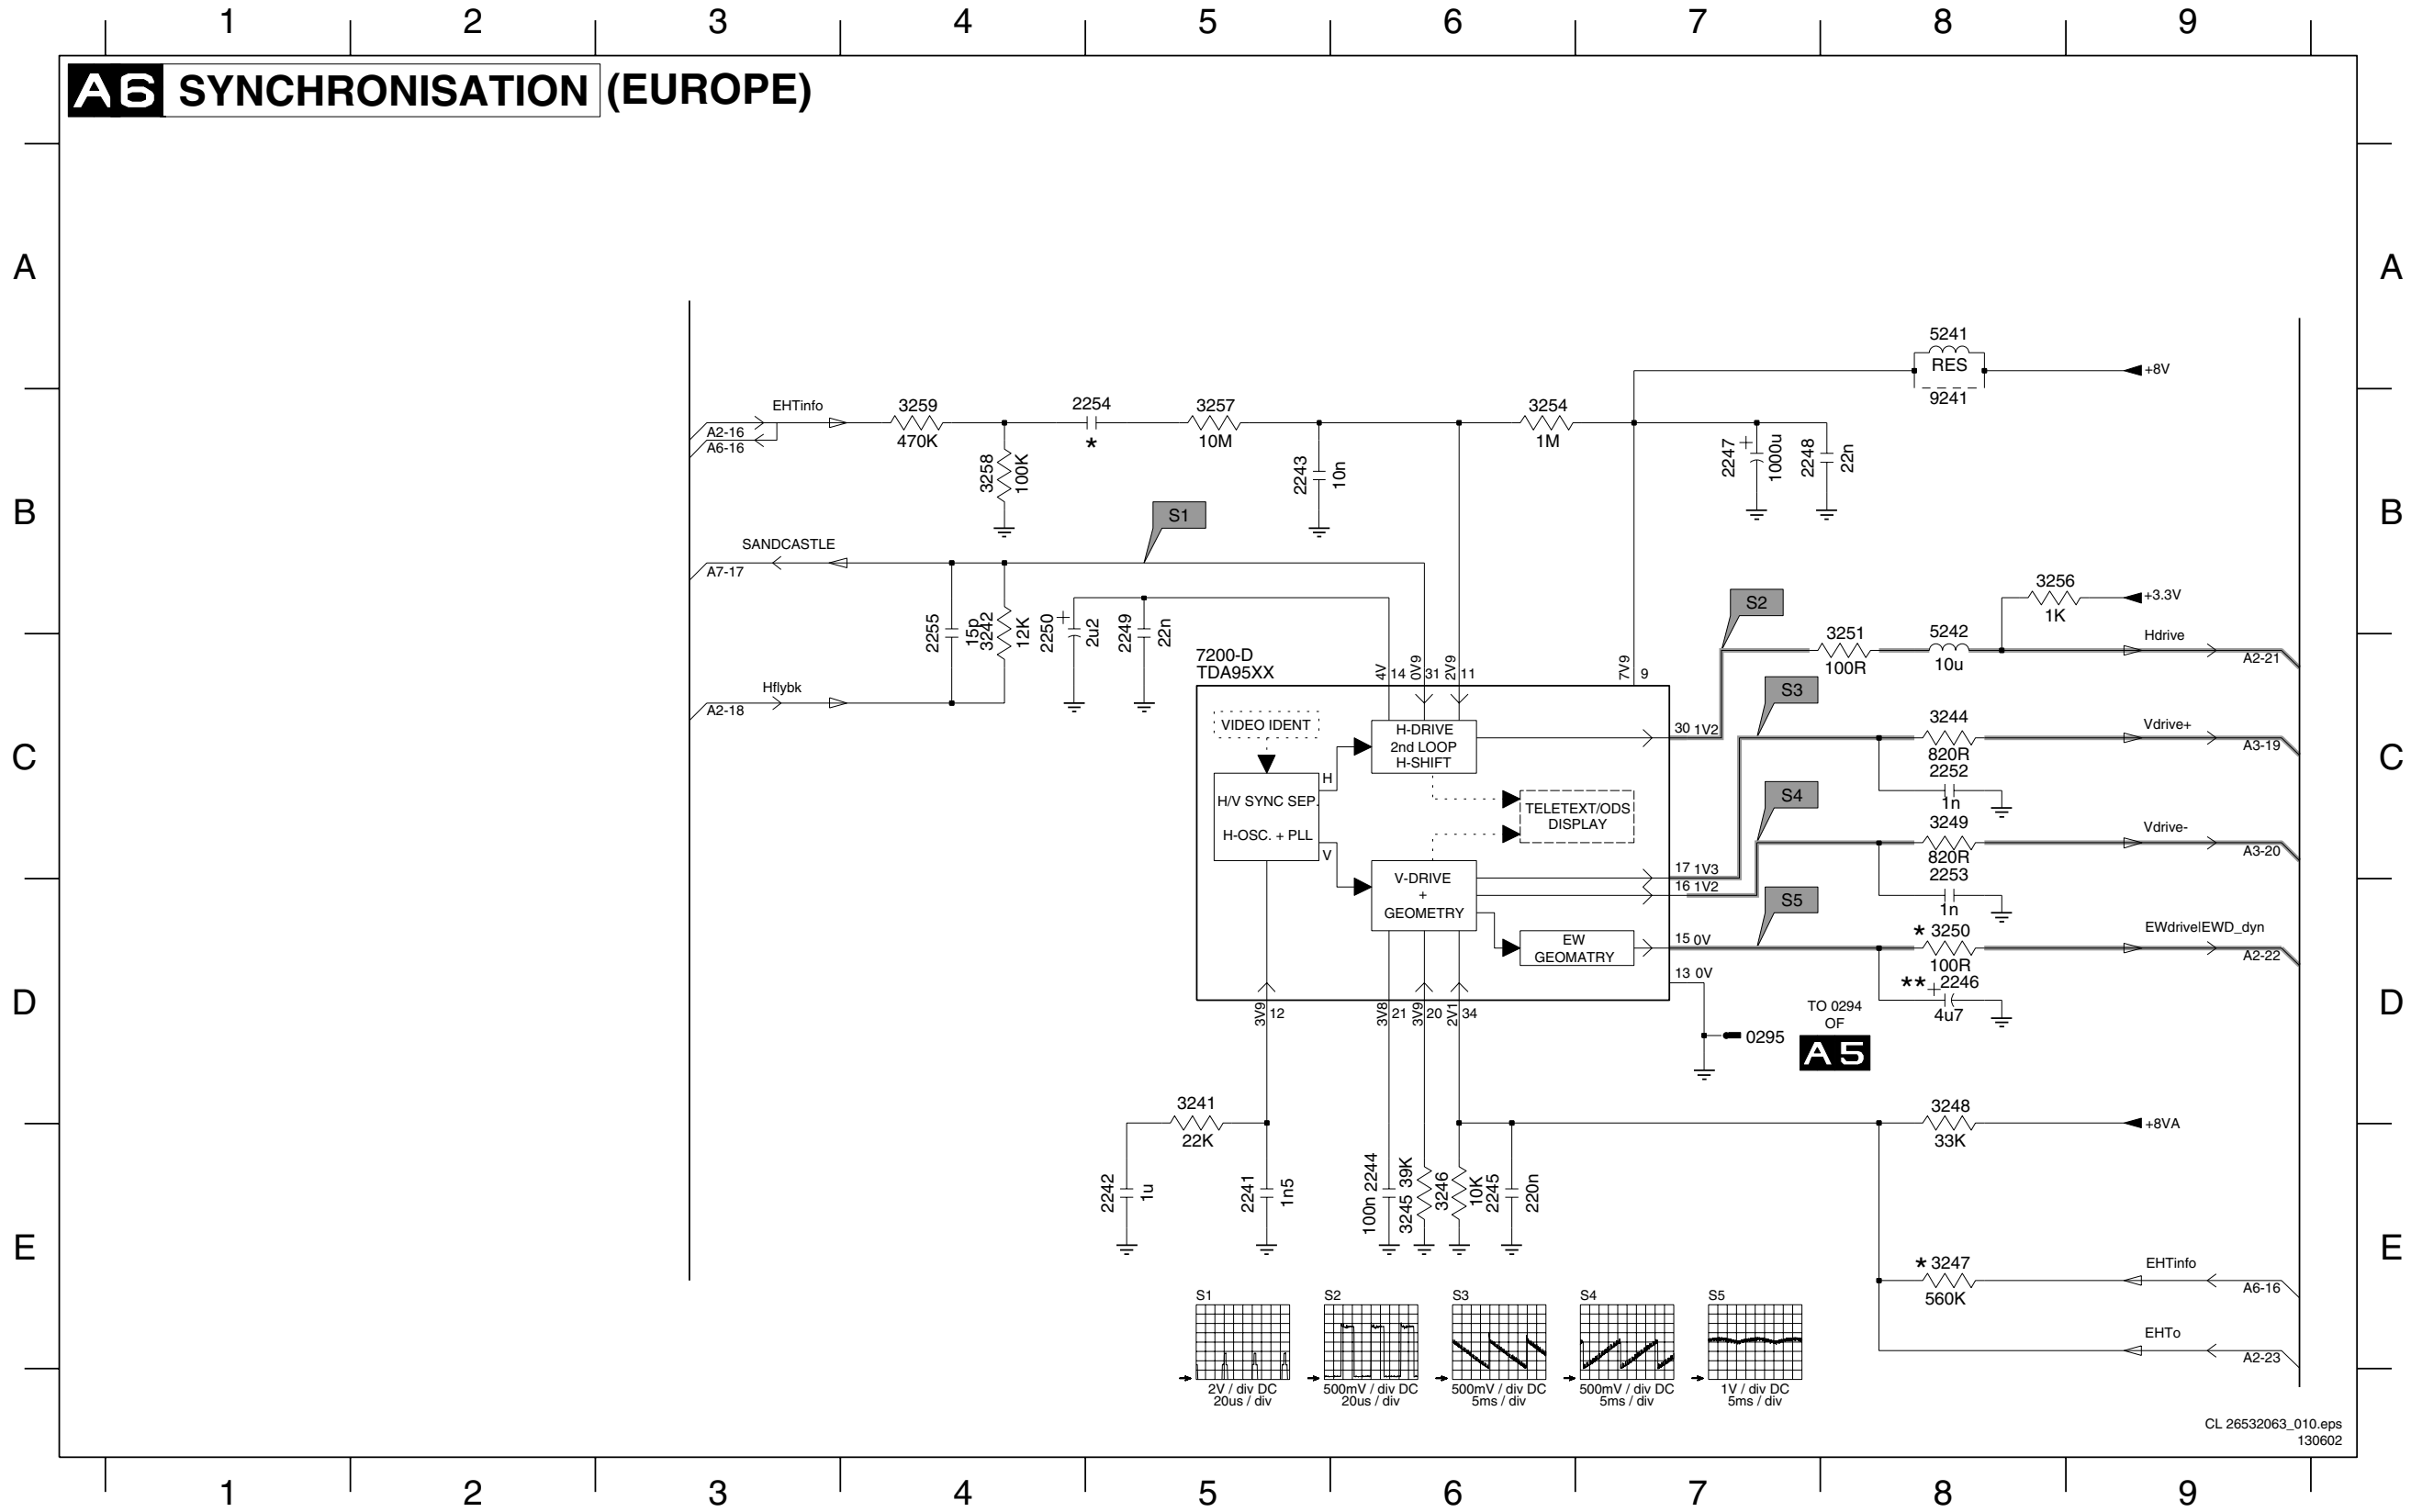 1 2 3 4 5 6 7 8 9
A6 SYNCHRONISATION (EUROPE)
A A
5241
RES
9241
+8V
EHTinfo
A2-16
A6-16
3259
470K
2254
*
3257
10M
3254
1M
3258
100K
2243
10n
2247
+
1000u
2248
22n
B B
S1
SANDCASTLE
A7-17
2255
15p
3242
12K
2250
+
2u2
2249
22n
S2
3256
1K
+3.3V
3251
100R
5242
10u
Hdrive
A2-21
7200-D
TDA95XX
4V 14
0V9 31
2V9 11
7V9 9
Hflybk
A2-18
S3
VIDEO IDENT
H-DRIVE
2nd LOOP
H-SHIFT
30 1V2
3244
820R
Vdrive+
A3-19
C C
H
H/V SYNC SEP.
H-OSC. + PLL
V
TELETEXT/ODS
DISPLAY
S4
2252
1n
3249
820R
Vdrive-
A3-20
V-DRIVE
+
GEOMETRY
17 1V3
16 1V2
S5
2253
1n
EW
GEOMATRY
15 0V
* 3250
100R
EWdrive|EWD_dyn
A2-22
13 0V
** + 2246
4u7
D D
3V9 12
3V8 21
3V9 20
2V1 34
0295
TO 0294
OF
A5
3241
22K
3248
33K
+8VA
2242
1u
2241
1n5
100n 2244
3245 39K
3246
10K
2245
220n
E E
* 3247
560K
EHTinfo
A6-16
EHTo
A2-23
S1 S2 S3 S4 S5
2V / div DC
20us / div
500mV / div DC
20us / div
500mV / div DC
5ms / div
500mV / div DC
5ms / div
1V / div DC
5ms / div
CL 26532063_010.eps
130602
1 2 3 4 5 6 7 8 9